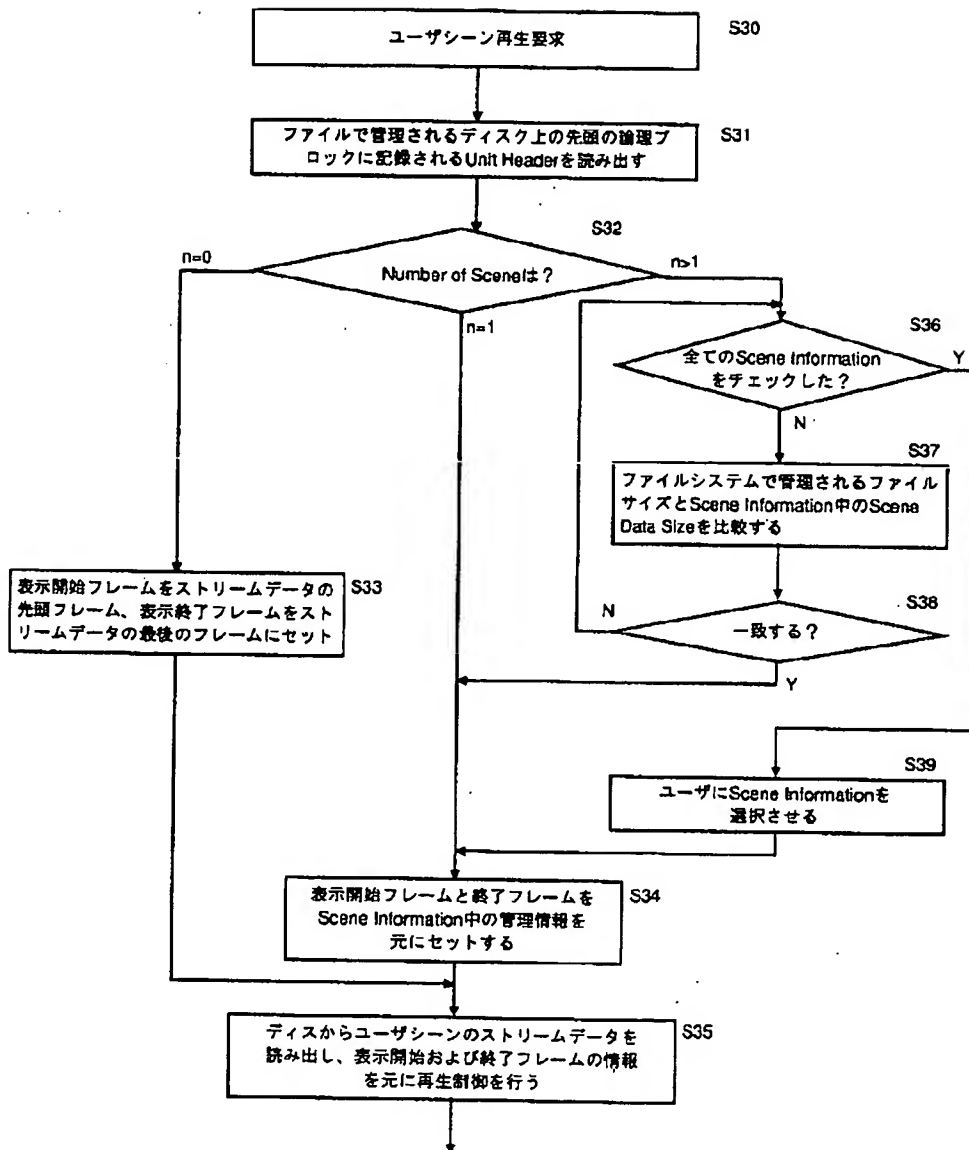 ユーザシーン再生要求
S30
ファイルで管理されるディスク上の先頭の論理ブ
ロックに記録されるUnit Headerを読み出す
S31
S32
n=0
Number of Sceneは？
n>1
n=1
S36
全てのScene Information
をチェックした？
Y
N
S37
ファイルシステムで管理されるファイル
サイズとScene Information中のScene
Data Sizeを比較する
表示開始フレームをストリームデータの
先頭フレーム、表示終了フレームをスト
リームデータの最後のフレームにセット
S33
N
S38
一致する？
Y
S39
ユーザにScene Informationを
選択させる
表示開始フレームと終了フレームを
Scene Information中の管理情報を
元にセットする
S34
ディスからユーザシーンのストリームデータを
読み出し、表示開始および終了フレームの情報
を元に再生制御を行う
S35